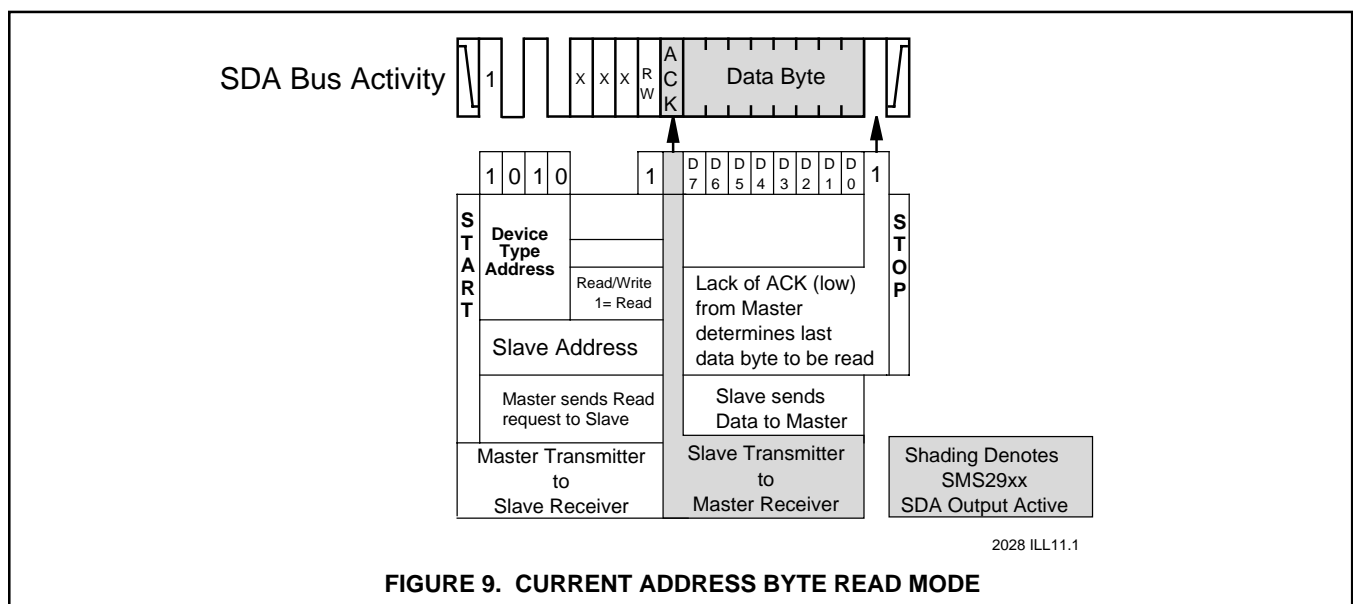 SDA Bus Activity
1
X X X
R
W
A
C
K
Data Byte
1 0 1 0
1
D
7
D
6
D
5
D
4
D
3
D
2
D
1
D
0
1
S
T
A
R
T
Device
Type
Address
Read/Write
1= Read
Lack of ACK (low)
from Master
determines last
data byte to be read
S
T
O
P
Slave Address
Master sends Read
request to Slave
Slave sends
Data to Master
Master Transmitter
to
Slave Receiver
Slave Transmitter
to
Master Receiver
Shading Denotes
SMS29xx
SDA Output Active
2028 ILL11.1
FIGURE 9. CURRENT ADDRESS BYTE READ MODE